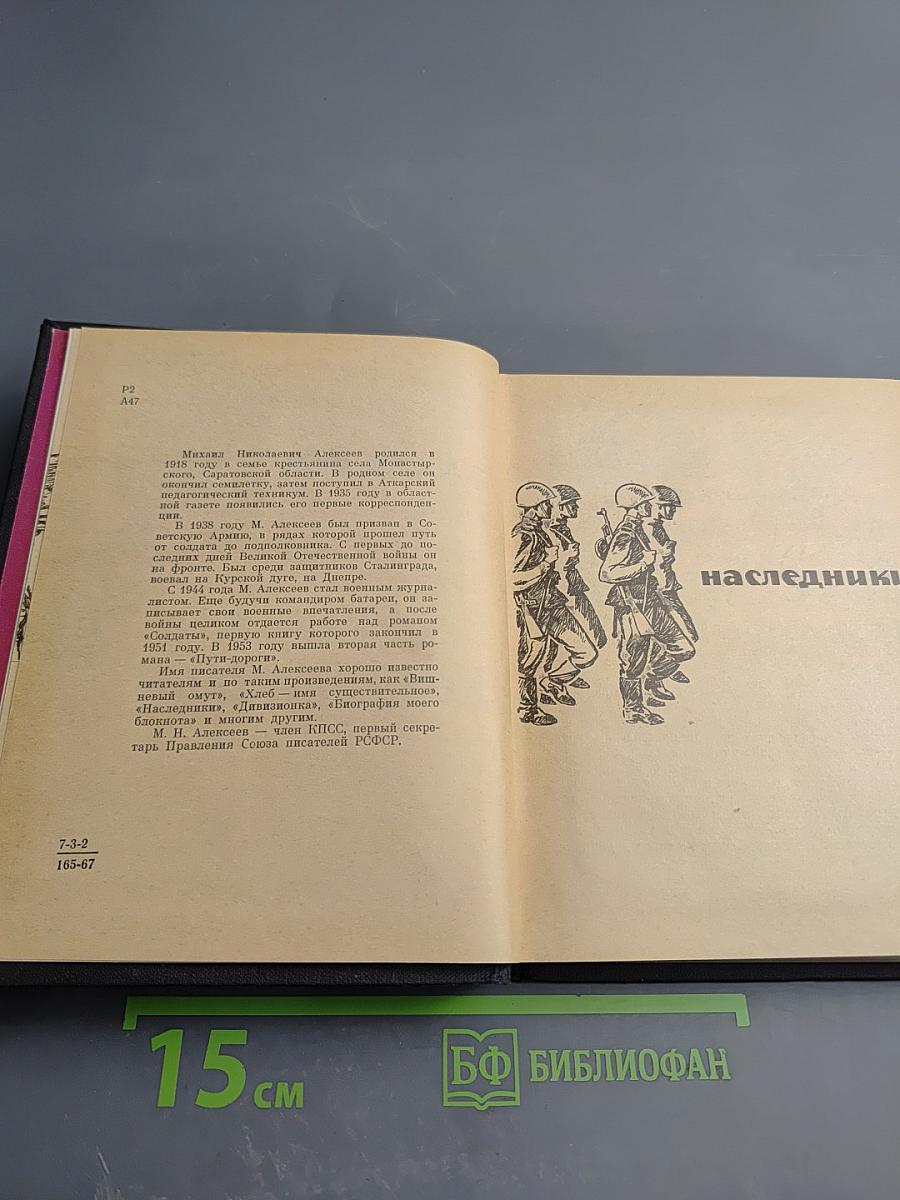 Р2
А47
Михаил Николаевич Алексеев родился в
1918 году в семье крестьянина села Монастыр-
ского, Саратовской области. В родном селе он
окончил семилетку, затем поступил в Аткарский
педагогический техникум. В 1935 году в област-
ной газете появились его первые корреспонден-
ции.
В 1938 году М. Алексеев был призван в Со-
ветскую Армию, в рядах которой прошел путь
от солдата до подполковника. С первых до по-
следних дней Великой Отечественной войны он
на фронте. Был среди защитников Сталинграда,
воевал на Курской дуге, на Днепре.
С 1944 года М. Алексеев стал военным журна-
листом. Еще будучи командиром батареи, он за-
писывает свои военные впечатления, а после
войны целиком отдается работе над романом
«Солдаты», первую книгу которого закончил в
1951 году. В 1953 году вышла вторая часть ро-
мана — «Пути-дороги».
Имя писателя М. Алексеева хорошо известно
читателям и по таким произведениям, как «Виш-
невый омут», «Хлеб — имя существительное»,
«Наследники», «Дивизионка», «Биография моего
блокнота» и многим другим.
М. Н. Алексеев — член КПСС, первый секре-
тарь Правления Союза писателей РСФСР.
7-3-2
165-67
наследники
15 см
БФ БИБЛИОФАН